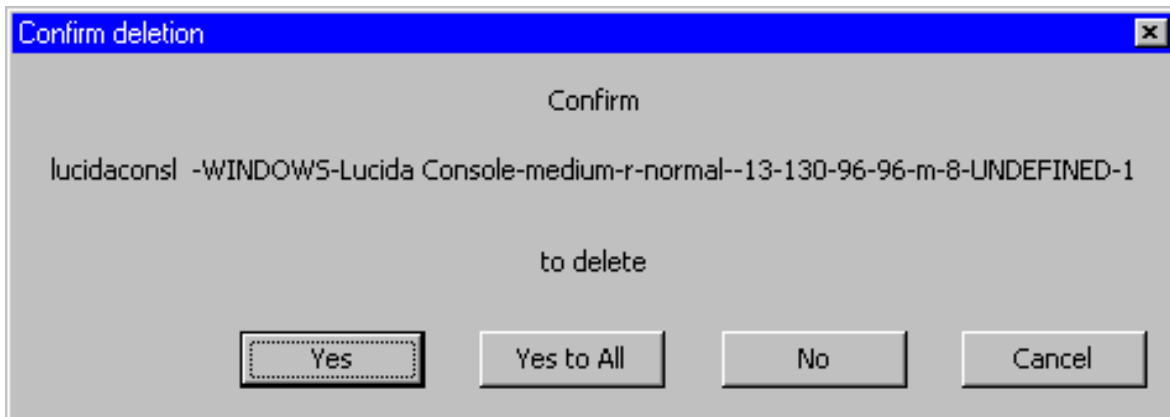 Confirm deletion
Confirm
lucidaconsl -WINDOWS-Lucida Console-medium-r-normal--13-130-96-96-m-8-UNDEFINED-1
to delete
Yes Yes to All No Cancel